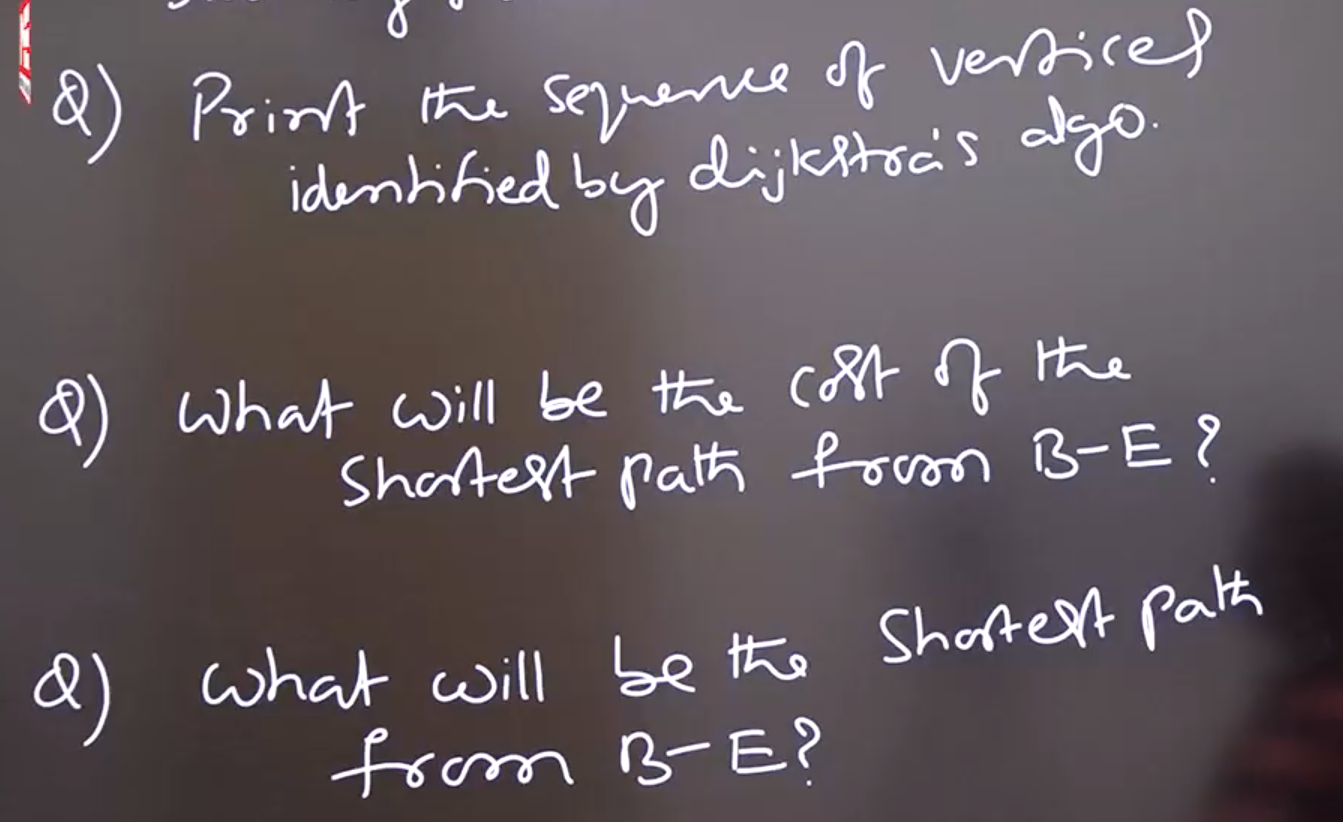 Q) Print the sequence of vertices
identified by dijkstra's algo.
Q) What will be the cost of the
Shortest path from B-E?
Q) What will be the Shortest path
from B-E?